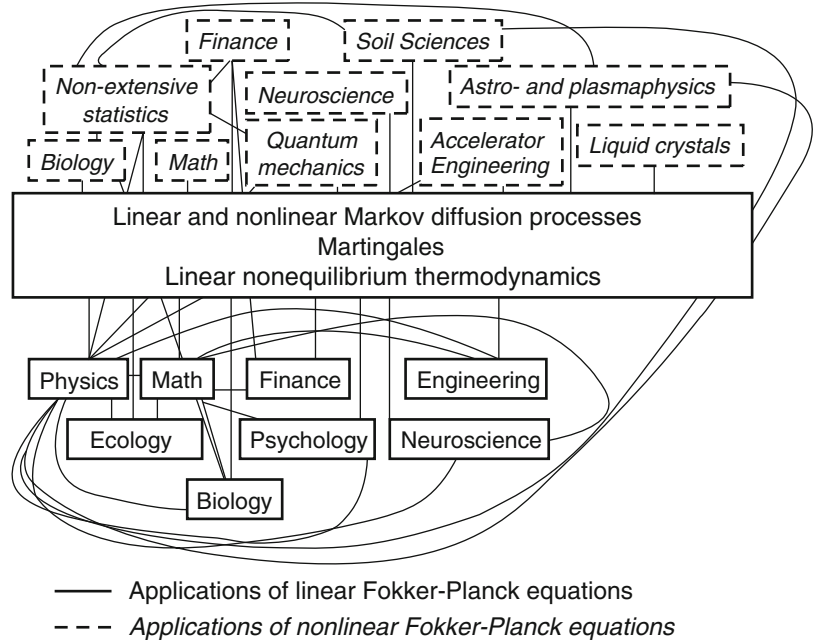 Finance
Soil Sciences
Non-extensive
statistics
Neuroscience
Astro- and plasmaphysics
Biology
Math
Quantum
mechanics
Accelerator
Engineering
Liquid crystals
Linear and nonlinear Markov diffusion processes
Martingales
Linear nonequilibrium thermodynamics
Physics
Math
Finance
Engineering
Ecology
Psychology
Neuroscience
Biology
Applications of linear Fokker-Planck equations
Applications of nonlinear Fokker-Planck equations